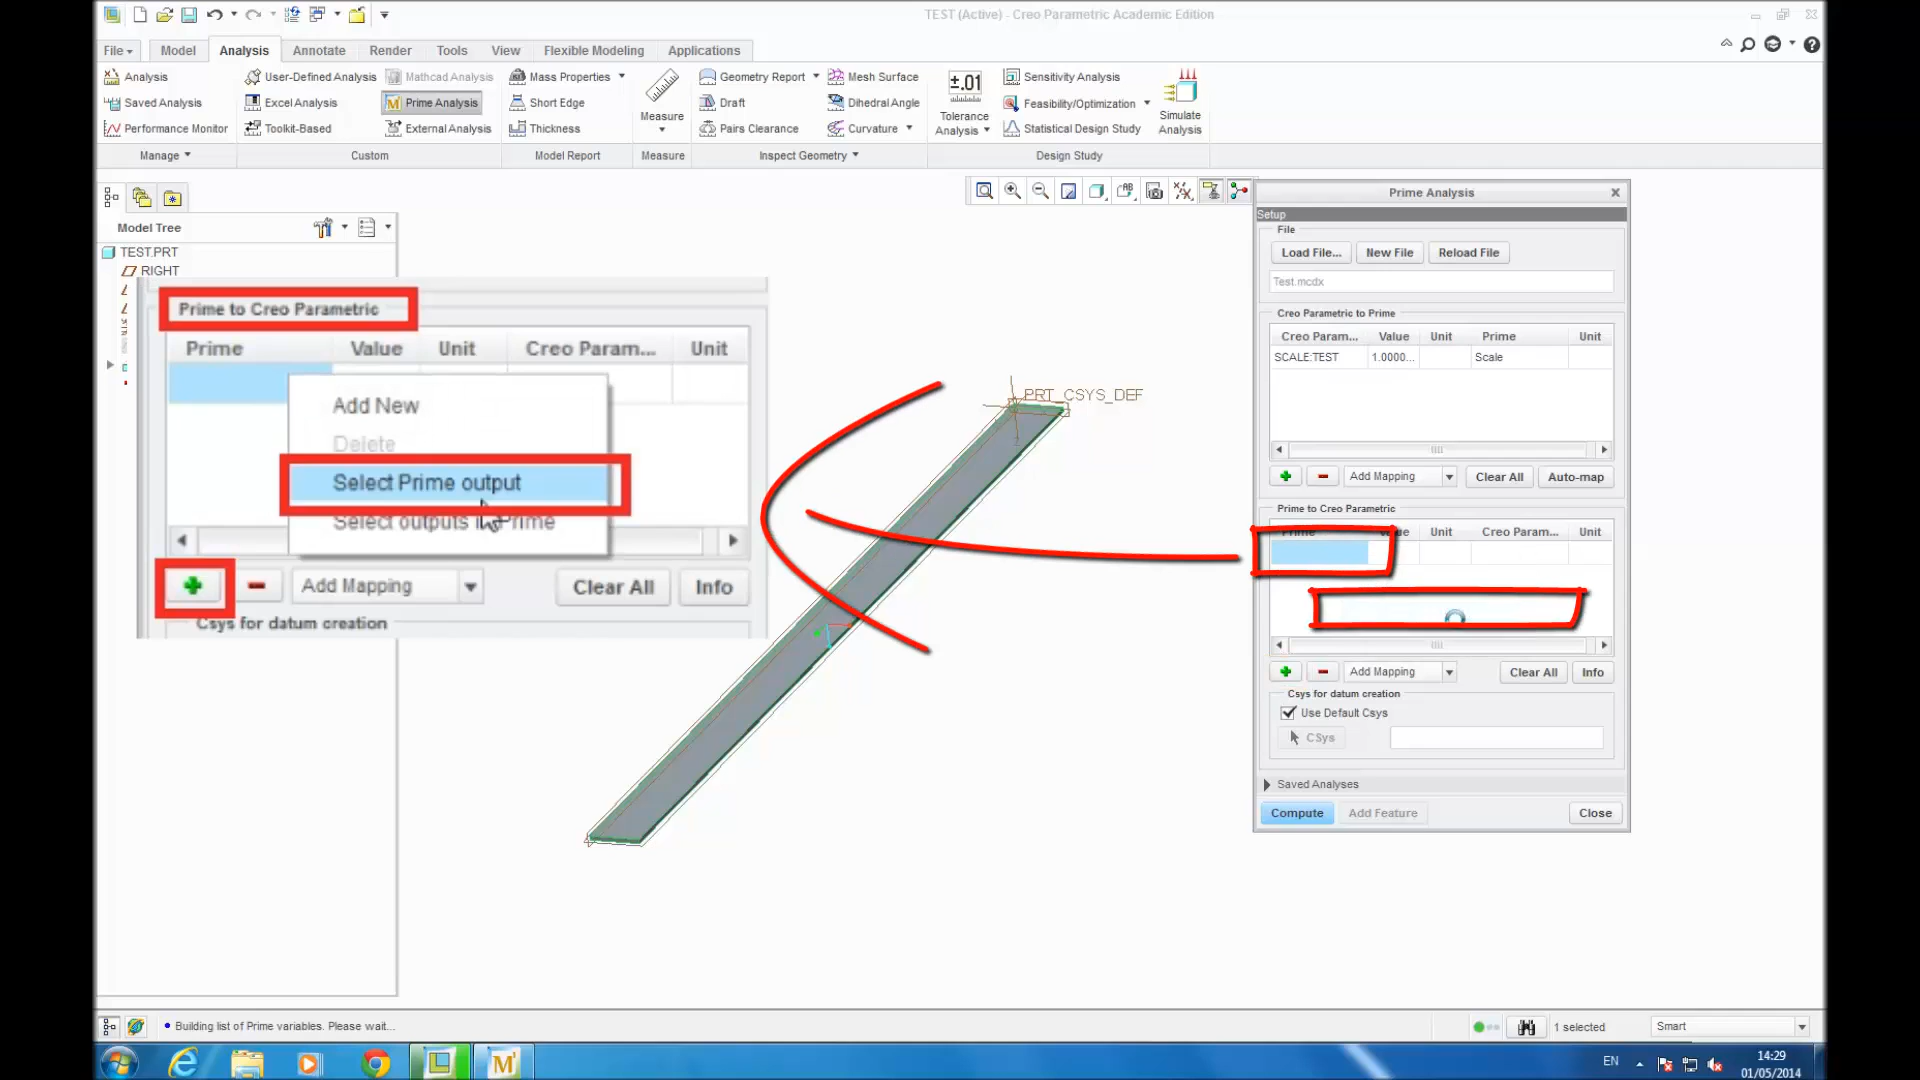 TEST (Active) - Creo Parametric Academic Edition
File Model Analysis Annotate Render Tools View Flexible Modeling Applications
Analysis User-Defined Analysis Mathcad Analysis Mass Properties Geometry Report Mesh Surface Sensitivity Analysis
Saved Analysis Excel Analysis Prime Analysis Short Edge Draft Dihedral Angle Feasibility/Optimization
Performance Monitor Toolkit-Based External Analysis Thickness Pairs Clearance Curvature Statistical Design Study
Measure
±.01
Tolerance Analysis
Simulate Analysis
Manage Custom Model Report Measure Inspect Geometry Design Study
Model Tree
TEST.PRT
RIGHT
Prime to Creo Parametric
Prime Value Unit Creo Param... Unit
Add New
Delete
Select Prime output
Select outputs in Prime
Add Mapping Clear All Info
Csys for datum creation
PRT_CSYS_DEF
Prime Analysis
Setup
File
Load File... New File Reload File
Test.mcdx
Creo Parametric to Prime
Creo Param... Value Unit Prime Unit
SCALE:TEST 1.0000... Scale
Add Mapping Clear All Auto-map
Prime to Creo Parametric
Prime Value Unit Creo Param... Unit
Add Mapping Clear All Info
Csys for datum creation
Use Default Csys
CSys
Saved Analyses
Compute Add Feature Close
Building list of Prime variables. Please wait...
1 selected Smart
EN
14:29
01/05/2014